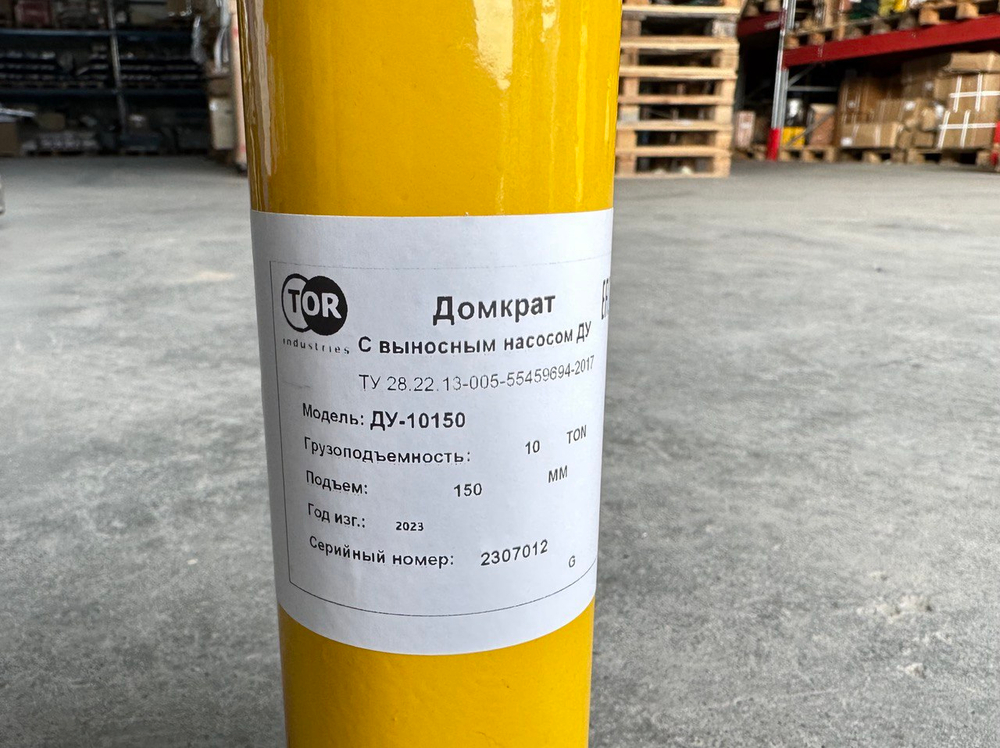 TOR
industries
Домкрат
С выносным насосом ДУ
ТУ 28.22.13-005-55459694-2017
Модель: ДУ-10150
Грузоподъемность: 10 TON
Подъем: 150 ММ
Год изг.: 2023
Серийный номер: 2307012
G